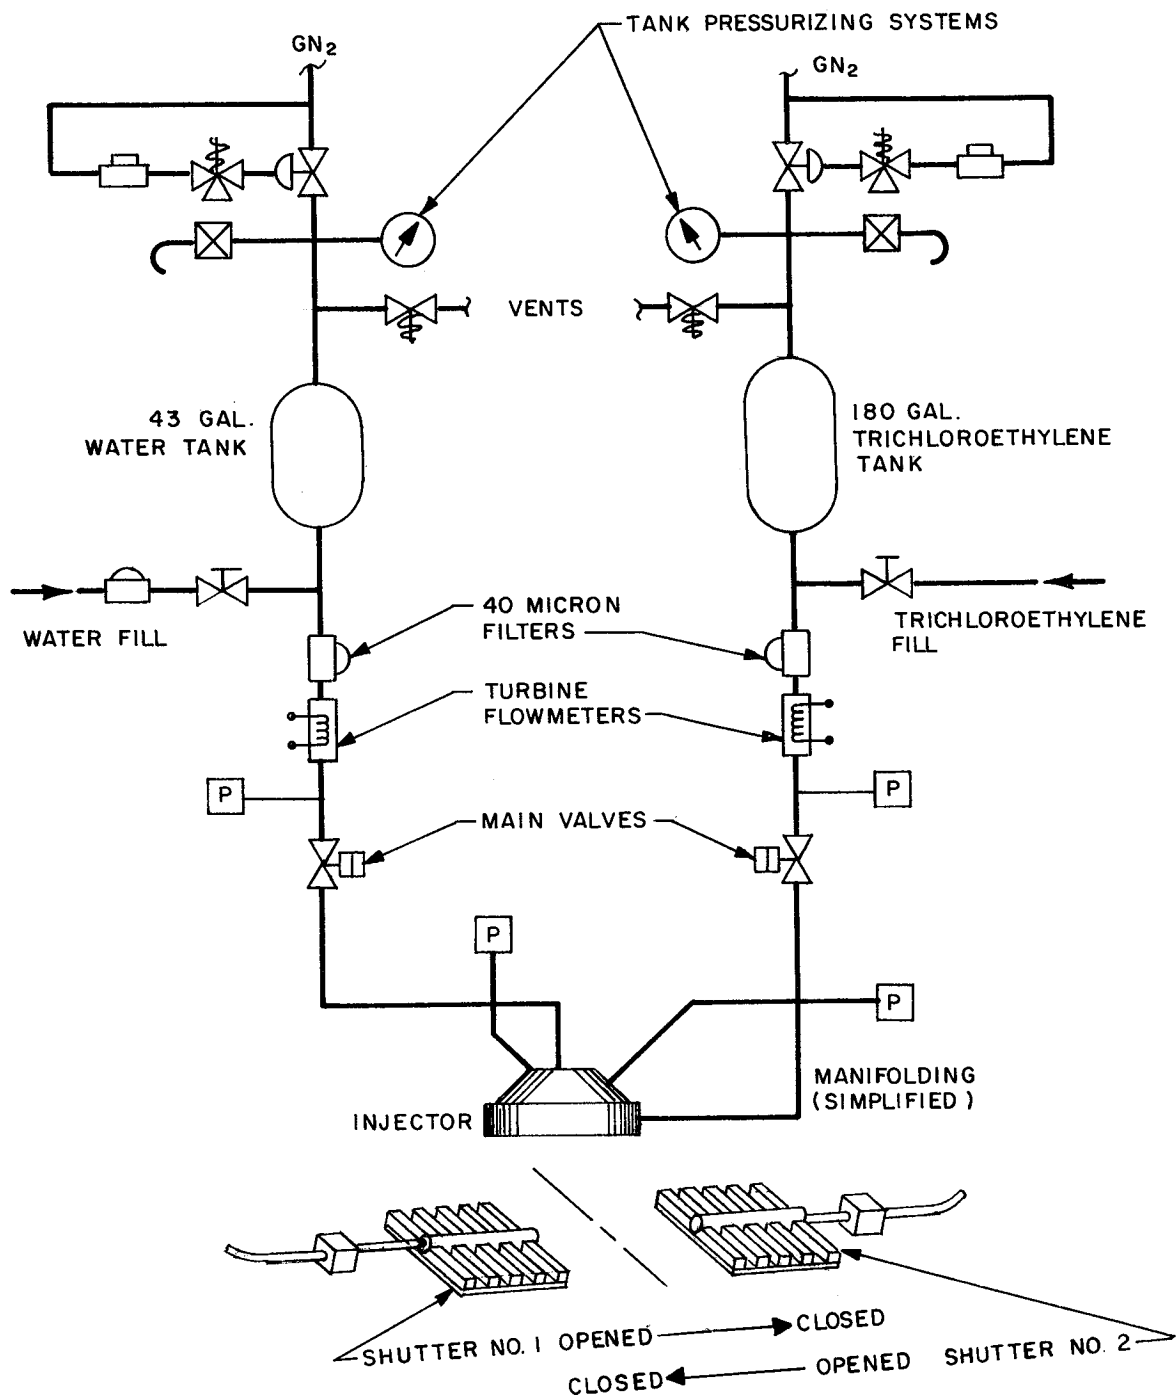 TANK PRESSURIZING SYSTEMS
GN2
GN2
VENTS
43 GAL.
WATER TANK
180 GAL.
TRICHLOROETHYLENE
TANK
WATER FILL
40 MICRON
FILTERS
TRICHLOROETHYLENE
FILL
TURBINE
FLOWMETERS
P
P
MAIN VALVES
P
P
MANIFOLDING
(SIMPLIFIED)
INJECTOR
SHUTTER NO. 1 OPENED CLOSED
CLOSED OPENED SHUTTER NO. 2